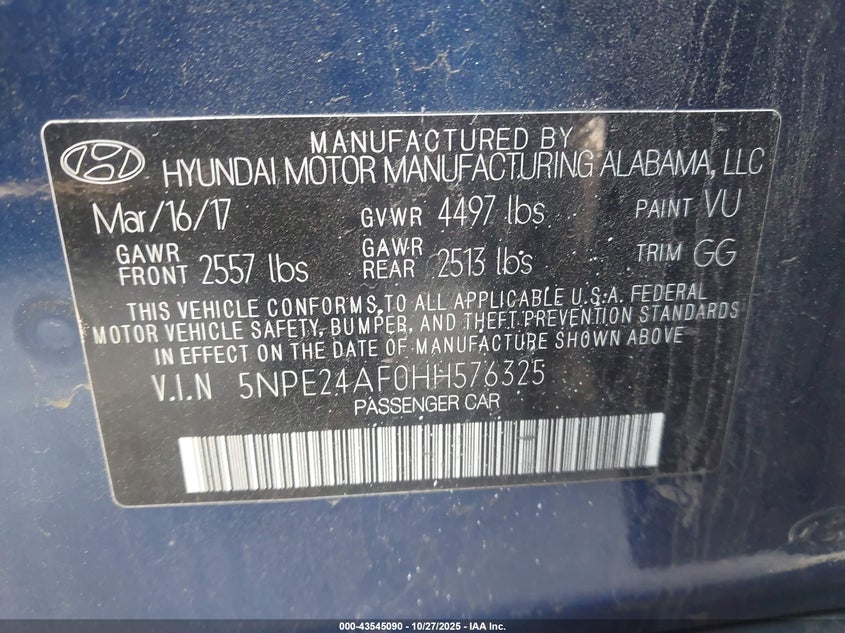 MANUFACTURED BY
HYUNDAI MOTOR MANUFACTURING ALABAMA, LLC
Mar/16/17 GVWR 4497 lbs PAINT VU
GAWR FRONT 2557 lbs GAWR REAR 2513 lbs TRIM GG
THIS VEHICLE CONFORMS TO ALL APPLICABLE U.S.A. FEDERAL
MOTOR VEHICLE SAFETY, BUMPER, AND THEFT PREVENTION STANDARDS
IN EFFECT ON THE DATE OF MANUFACTURE SHOWN ABOVE
V.I.N 5NPE24AF0HH576325
PASSENGER CAR
000-43545090 - 10/27/2025 - IAA Inc.